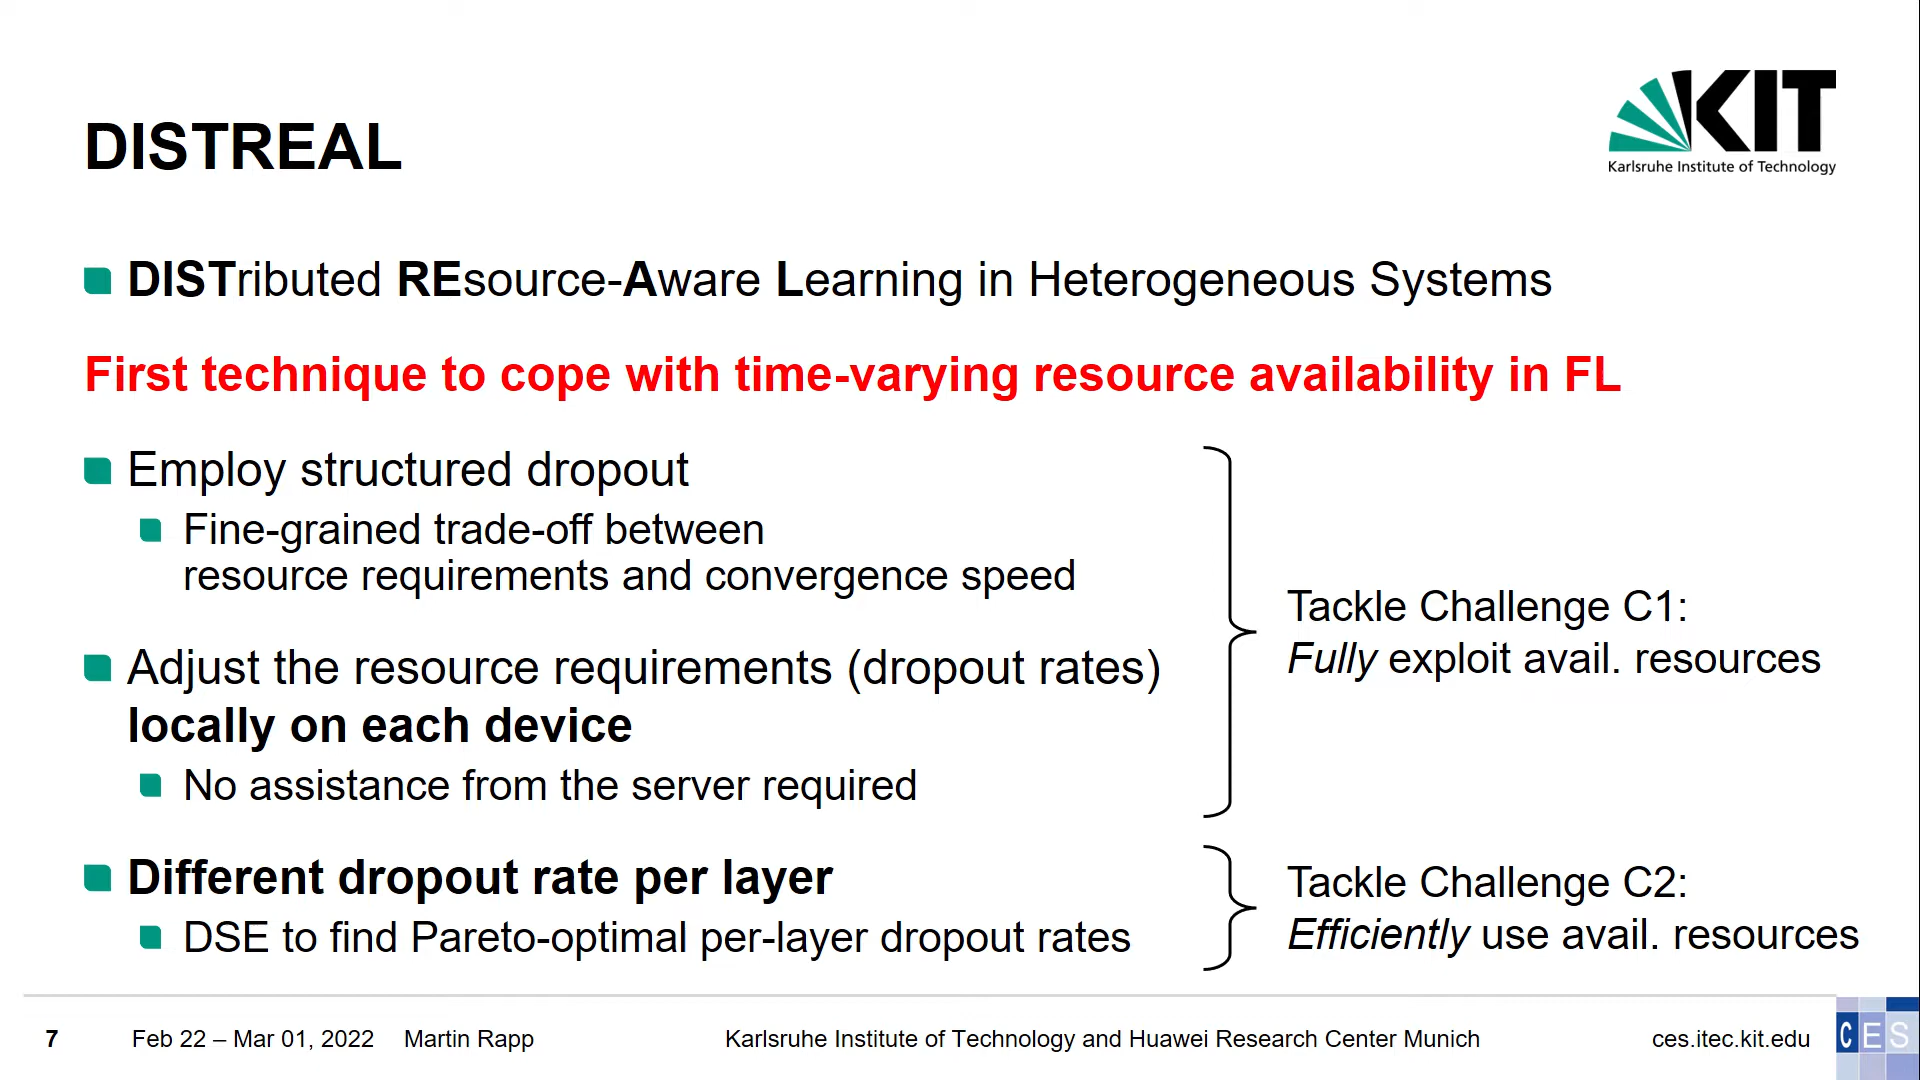 KIT
Karlsruhe Institute of Technology
DISTREAL
DISTributed REsource-Aware Learning in Heterogeneous Systems
First technique to cope with time-varying resource availability in FL
Employ structured dropout
Fine-grained trade-off between
resource requirements and convergence speed
Adjust the resource requirements (dropout rates)
locally on each device
No assistance from the server required
Tackle Challenge C1:
Fully exploit avail. resources
Different dropout rate per layer
DSE to find Pareto-optimal per-layer dropout rates
Tackle Challenge C2:
Efficiently use avail. resources
7 Feb 22 – Mar 01, 2022 Martin Rapp Karlsruhe Institute of Technology and Huawei Research Center Munich ces.itec.kit.edu CES